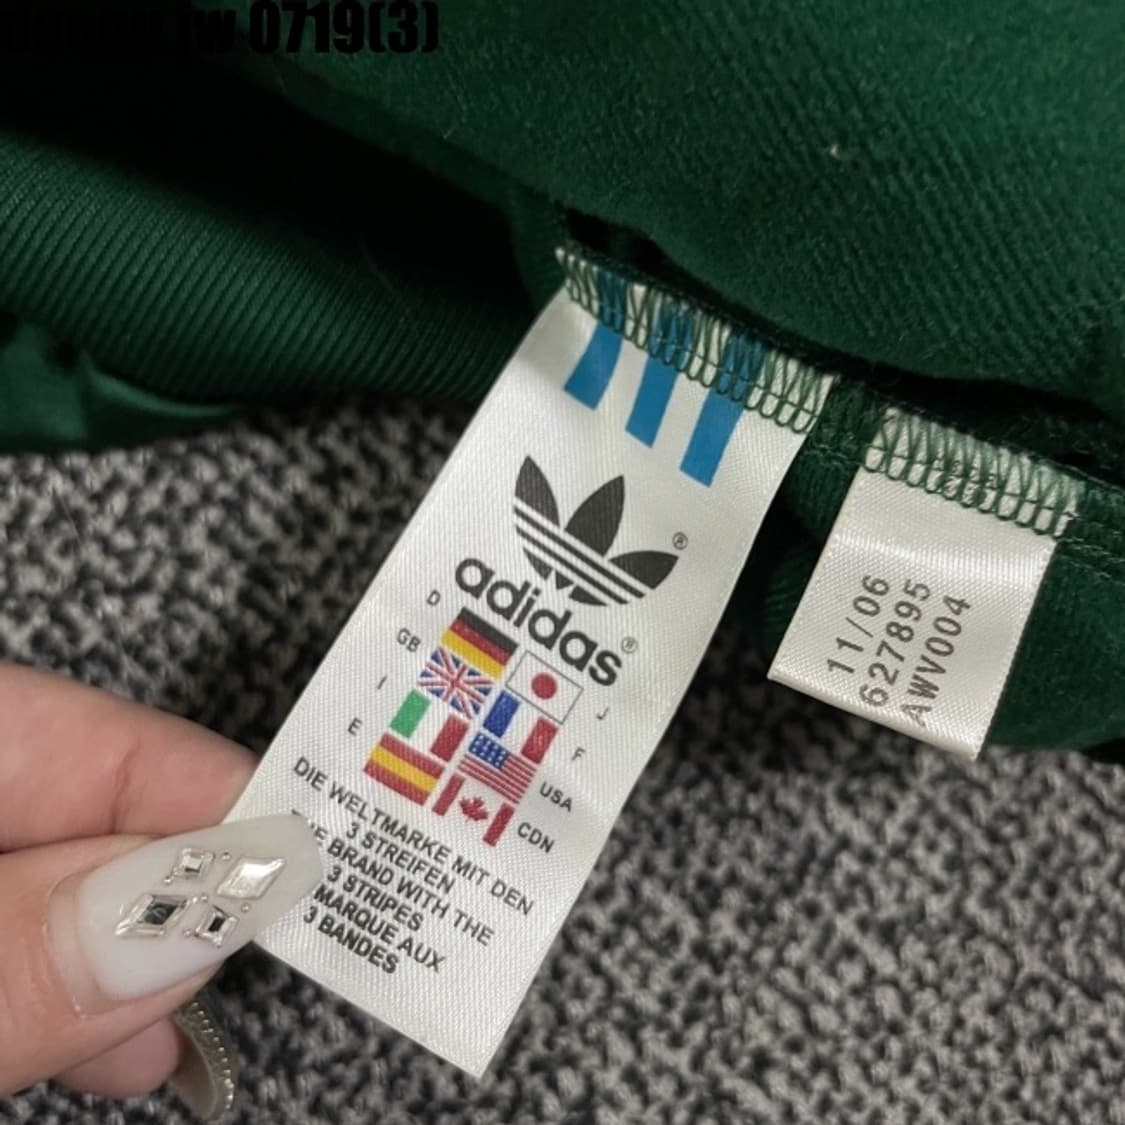 jw 0719(3)
®
adidas®
D
GB
I
E
J
F
USA
CDN
DIE WELTMARKE MIT DEN
3 STREIFEN
THE BRAND WITH THE
3 STRIPES
MARQUE AUX
3 BANDES
11/06
627895
AWV004